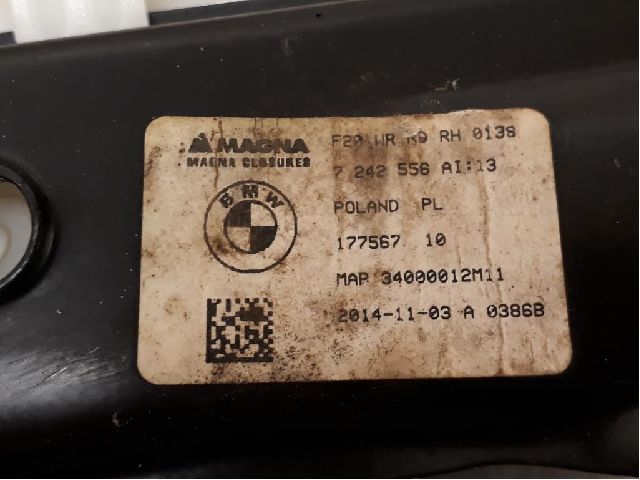 MAGNA
MAGNA CLOSURES
BMW
F20 WR RD RH 0138
7 242 556 AI:13
POLAND PL
177567 10
MAP 34000012M11
2014-11-03 A 0386B